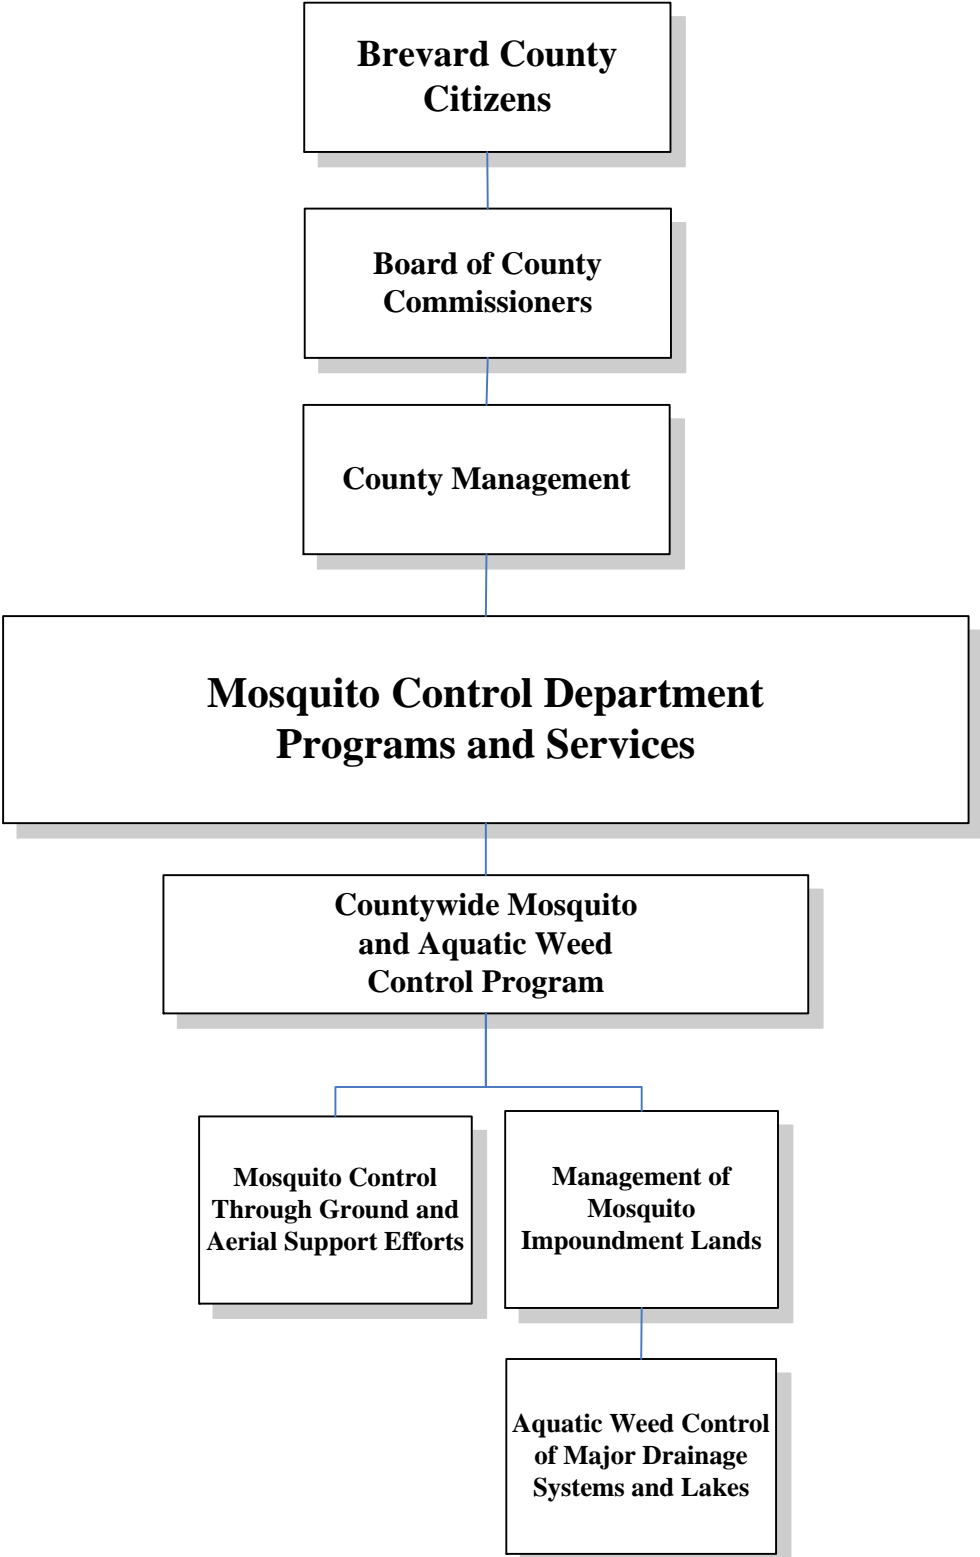 Brevard County
Citizens
Board of County
Commissioners
County Management
Mosquito Control Department
Programs and Services
Countywide Mosquito
and Aquatic Weed
Control Program
Mosquito Control
Through Ground and
Aerial Support Efforts
Management of
Mosquito
Impoundment Lands
Aquatic Weed Control
of Major Drainage
Systems and Lakes